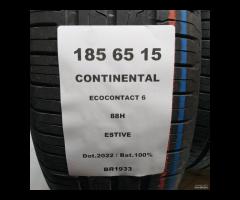 185 65 15
CONTINENTAL
ECOCONTACT 6
88H
ESTIVE
Dot.2022 / Bat.100%
BR1933